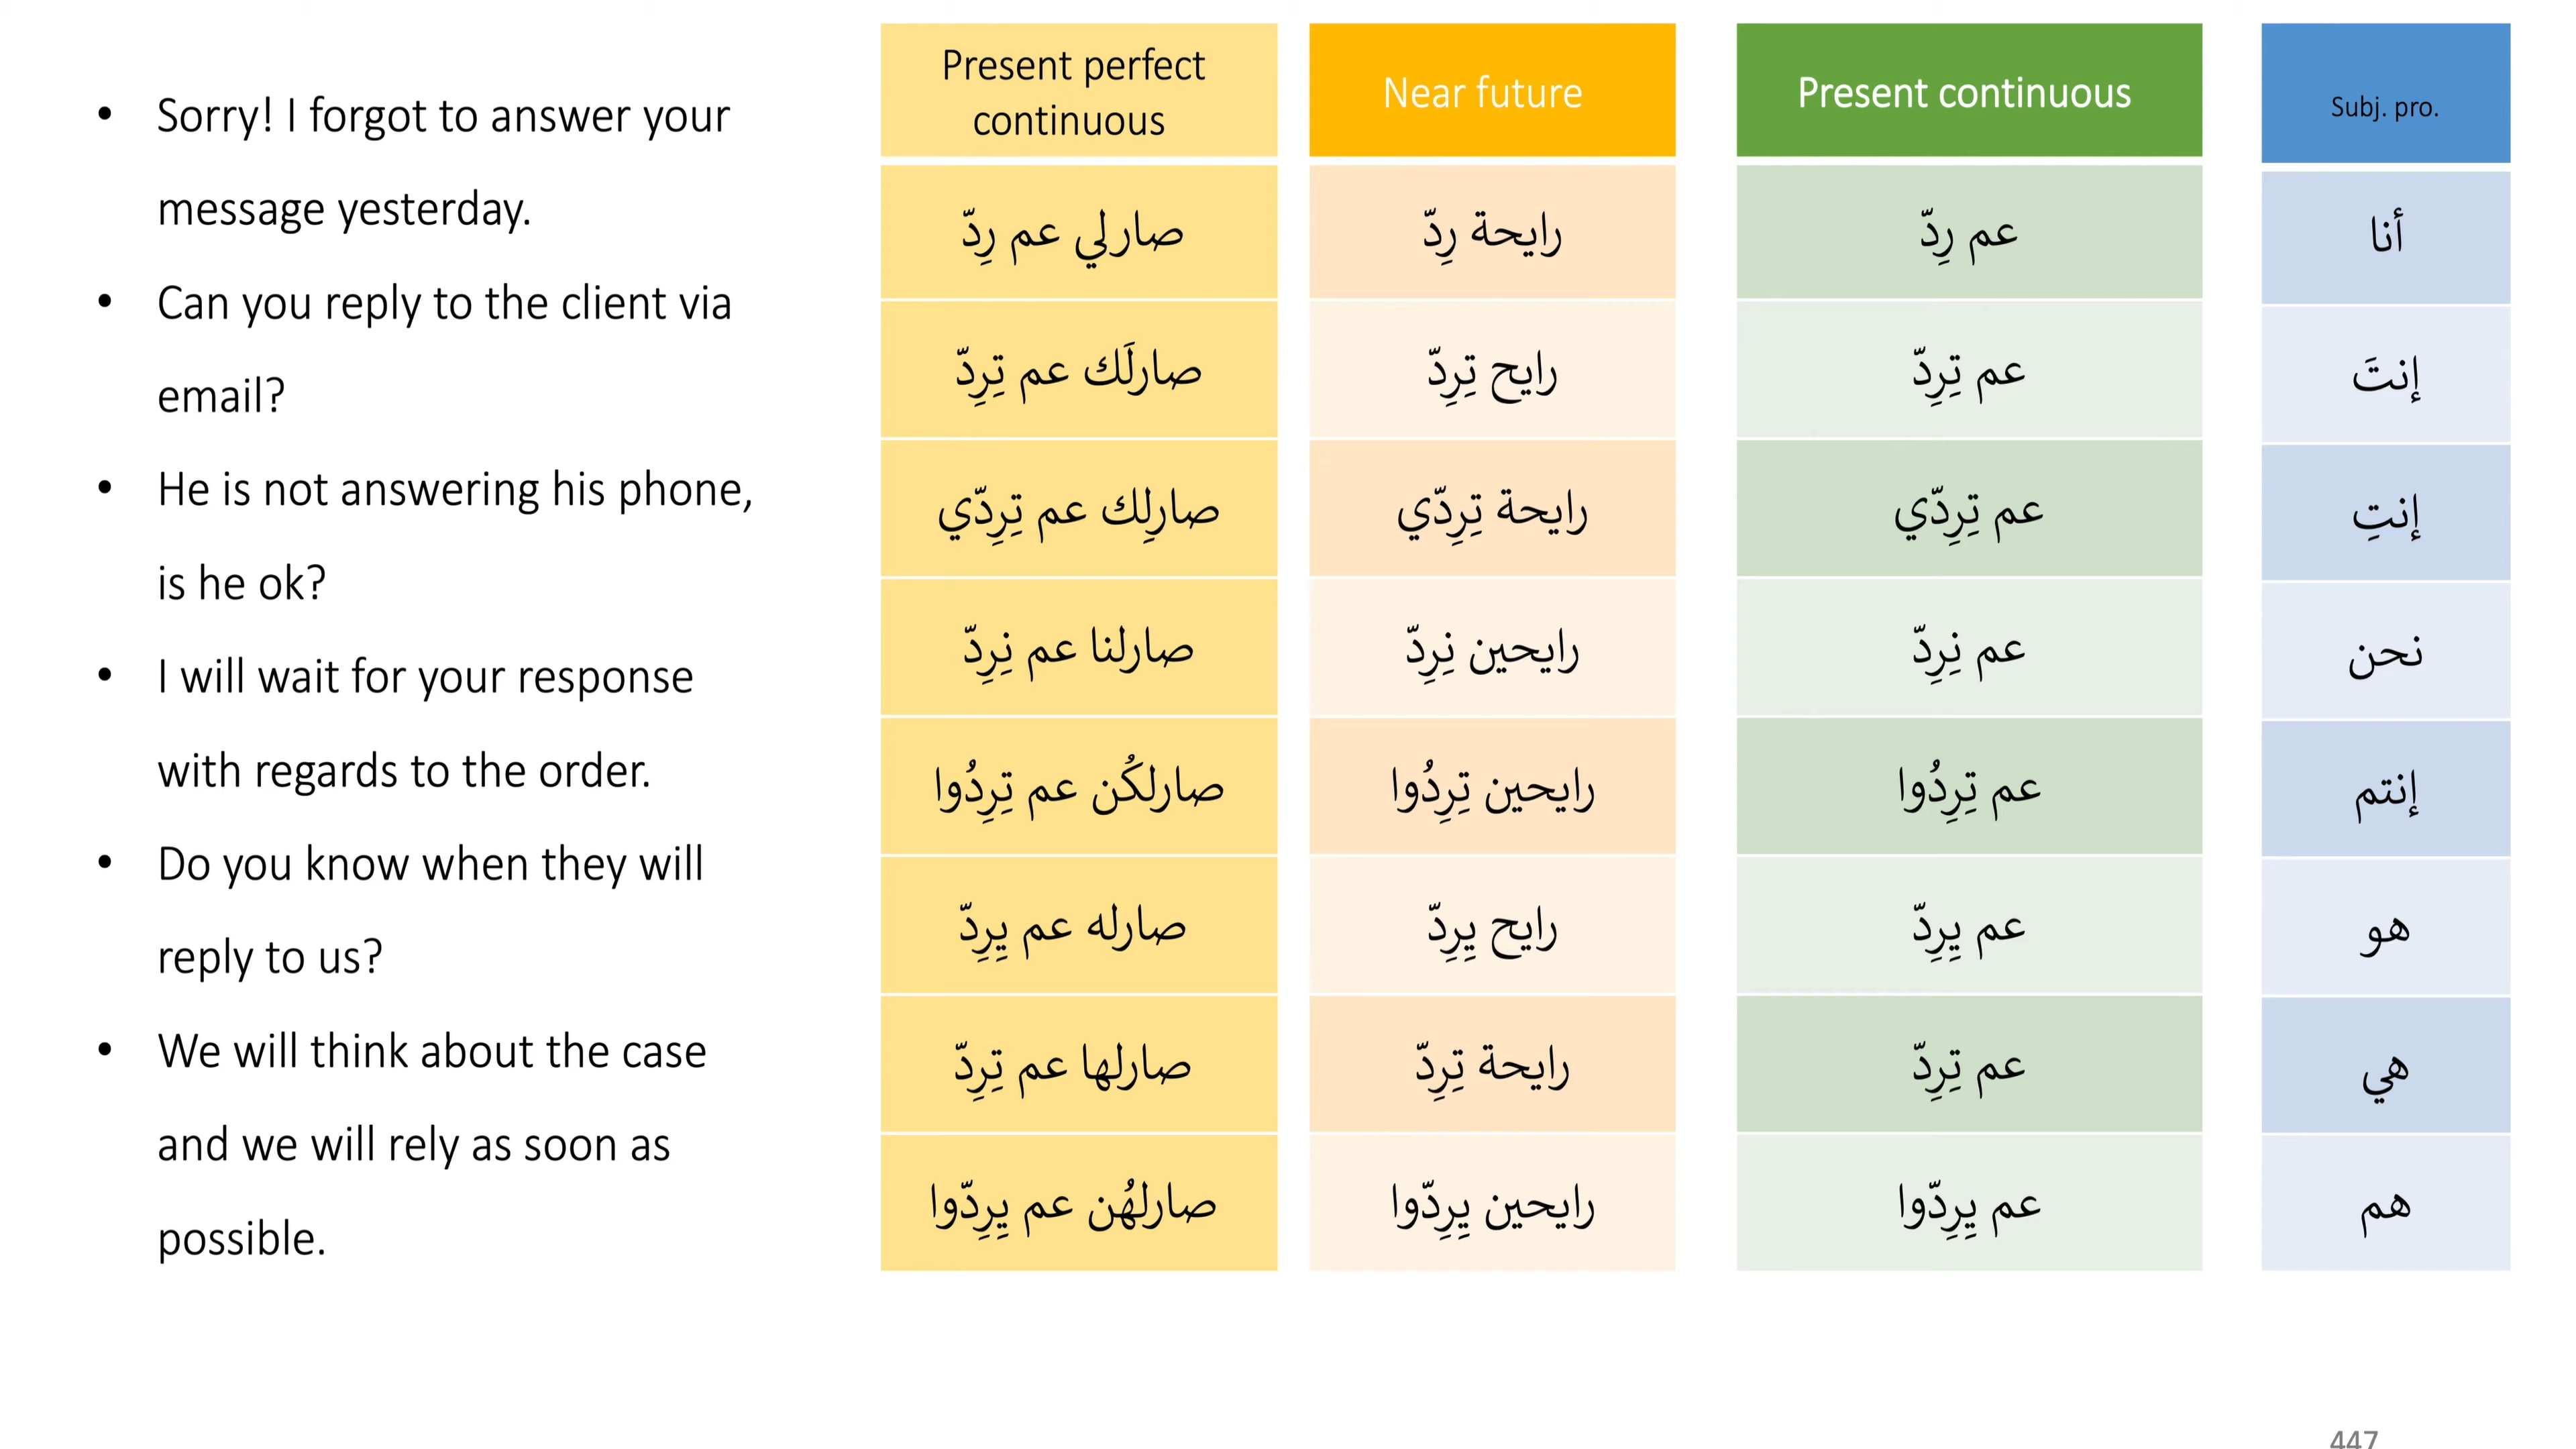 • Sorry! I forgot to answer your
message yesterday.
• Can you reply to the client via
email?
• He is not answering his phone,
is he ok?
• I will wait for your response
with regards to the order.
• Do you know when they will
reply to us?
• We will think about the case
and we will rely as soon as
possible.
Present perfect
continuous
صارلي عم رِدّ
صارلَك عم تِرِدّ
صارلِك عم تِرِدّي
صارلنا عم نِرِدّ
صارلكُن عم تِرِدُوا
صارله عم يِرِدّ
صارلها عم تِرِدّ
صارلهُن عم يِرِدّوا
Near future
رايحة رِدّ
رايح تِرِدّ
رايحة تِرِدّي
رايحين نِرِدّ
رايحين تِرِدُوا
رايح يِرِدّ
رايحة تِرِدّ
رايحين يِرِدّوا
Present continuous
عم رِدّ
عم تِرِدّ
عم تِرِدّي
عم نِرِدّ
عم تِرِدُوا
عم يِرِدّ
عم تِرِدّ
عم يِرِدّوا
Subj. pro.
أنا
إنتَ
إنتِ
نحن
إنتم
هو
هي
هم
447